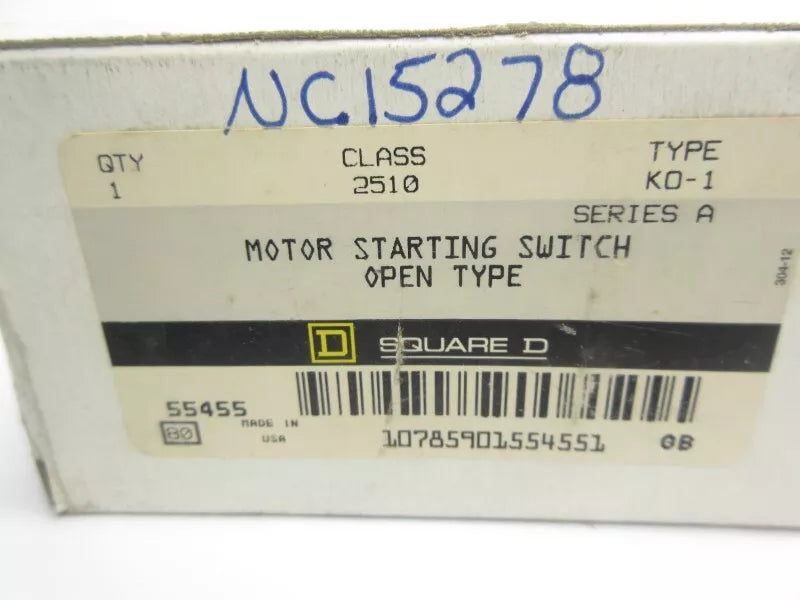 NC15278
QTY CLASS TYPE
1 2510 KO-1
SERIES A
MOTOR STARTING SWITCH
OPEN TYPE
304-12
D SQUARE D
55455
80 MADE IN
USA
10785901554551 GB